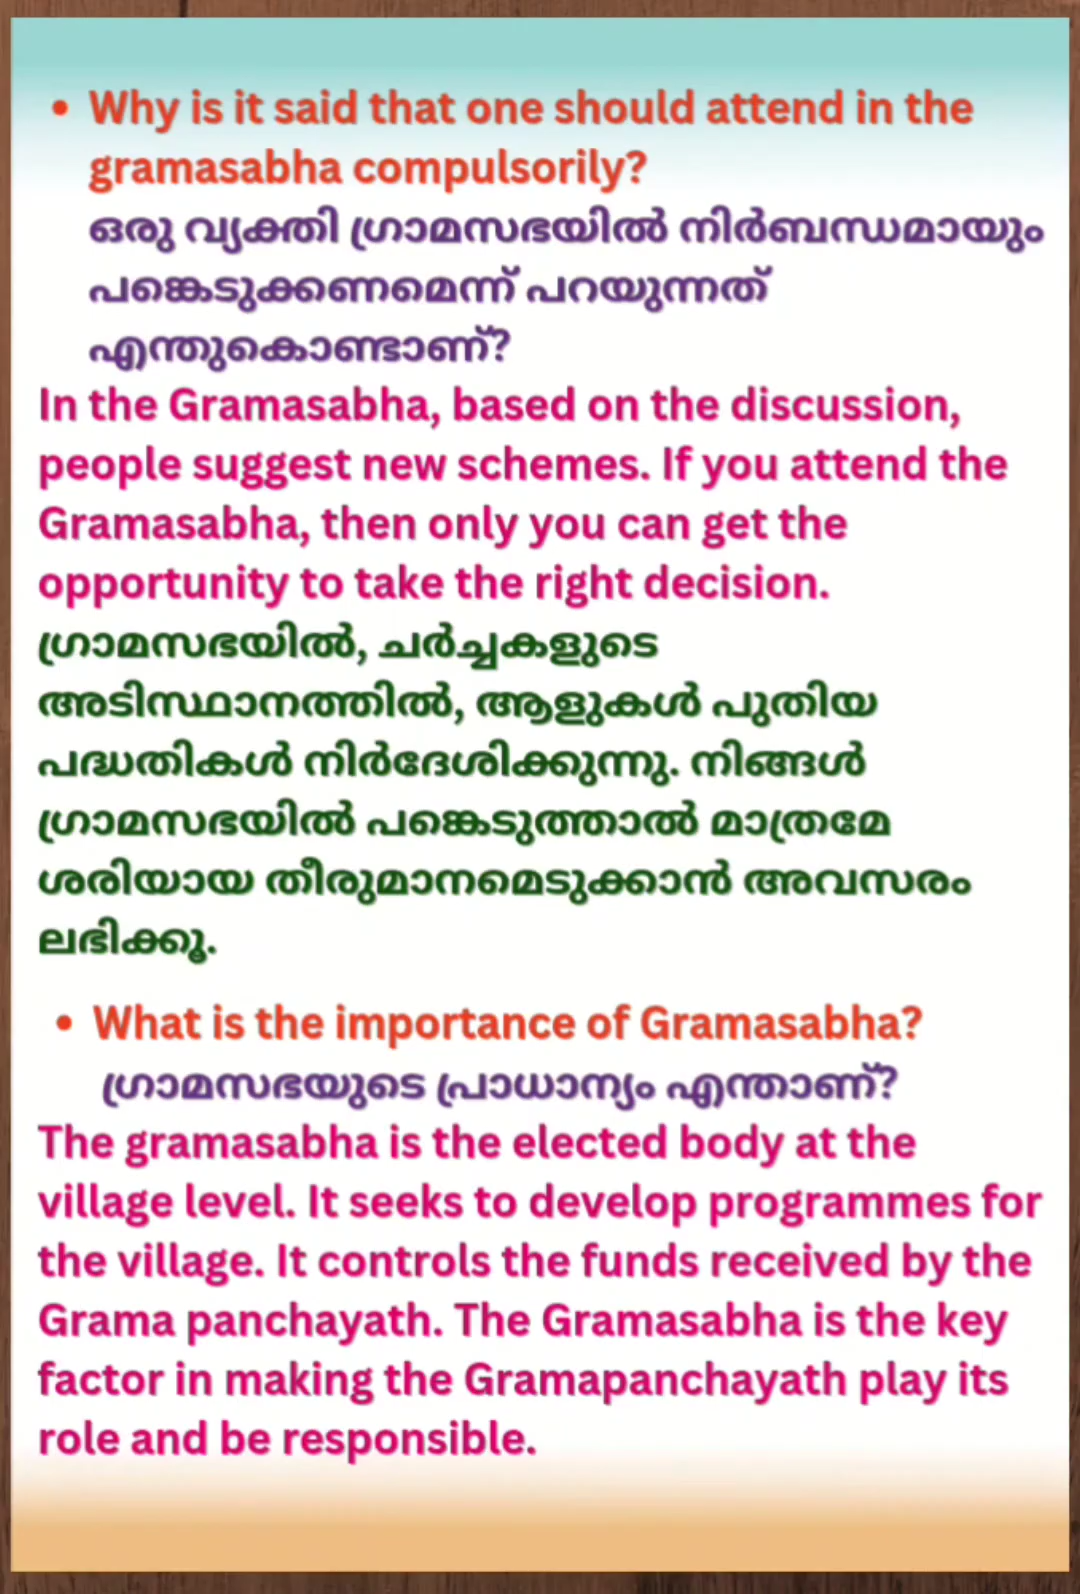 • Why is it said that one should attend in the
gramasabha compulsorily?
ഒരു വ്യക്തി ഗ്രാമസഭയിൽ നിർബന്ധമായും
പങ്കെടുക്കണമെന്ന് പറയുന്നത്
എന്തുകൊണ്ടാണ്?
In the Gramasabha, based on the discussion,
people suggest new schemes. If you attend the
Gramasabha, then only you can get the
opportunity to take the right decision.
ഗ്രാമസഭയിൽ, ചർച്ചകളുടെ
അടിസ്ഥാനത്തിൽ, ആളുകൾ പുതിയ
പദ്ധതികൾ നിർദേശിക്കുന്നു. നിങ്ങൾ
ഗ്രാമസഭയിൽ പങ്കെടുത്താൽ മാത്രമേ
ശരിയായ തീരുമാനമെടുക്കാൻ അവസരം
ലഭിക്കൂ.
• What is the importance of Gramasabha?
ഗ്രാമസഭയുടെ പ്രാധാന്യം എന്താണ്?
The gramasabha is the elected body at the
village level. It seeks to develop programmes for
the village. It controls the funds received by the
Grama panchayath. The Gramasabha is the key
factor in making the Gramapanchayath play its
role and be responsible.